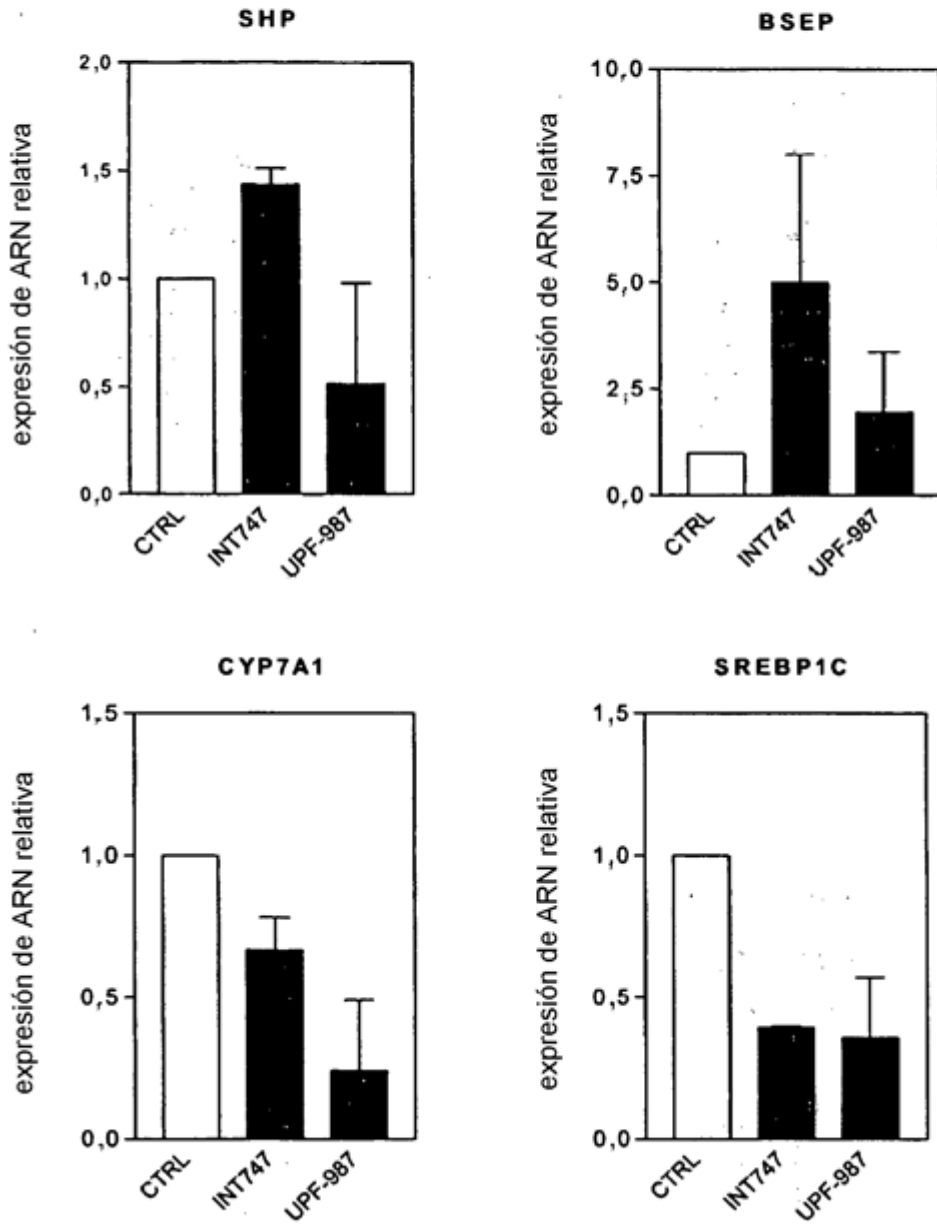 SHP
expresión de ARN relativa
2,0
1,5
1,0
0,5
0,0
CTRL
INT747
UPF-987
BSEP
expresión de ARN relativa
10,0
7,5
5,0
2,5
0,0
CTRL
INT747
UPF-987
CYP7A1
expresión de ARN relativa
1,5
1,0
0,5
0,0
CTRL
INT747
UPF-987
SREBP1C
expresión de ARN relativa
1,5
1,0
0,5
0,0
CTRL
INT747
UPF-987